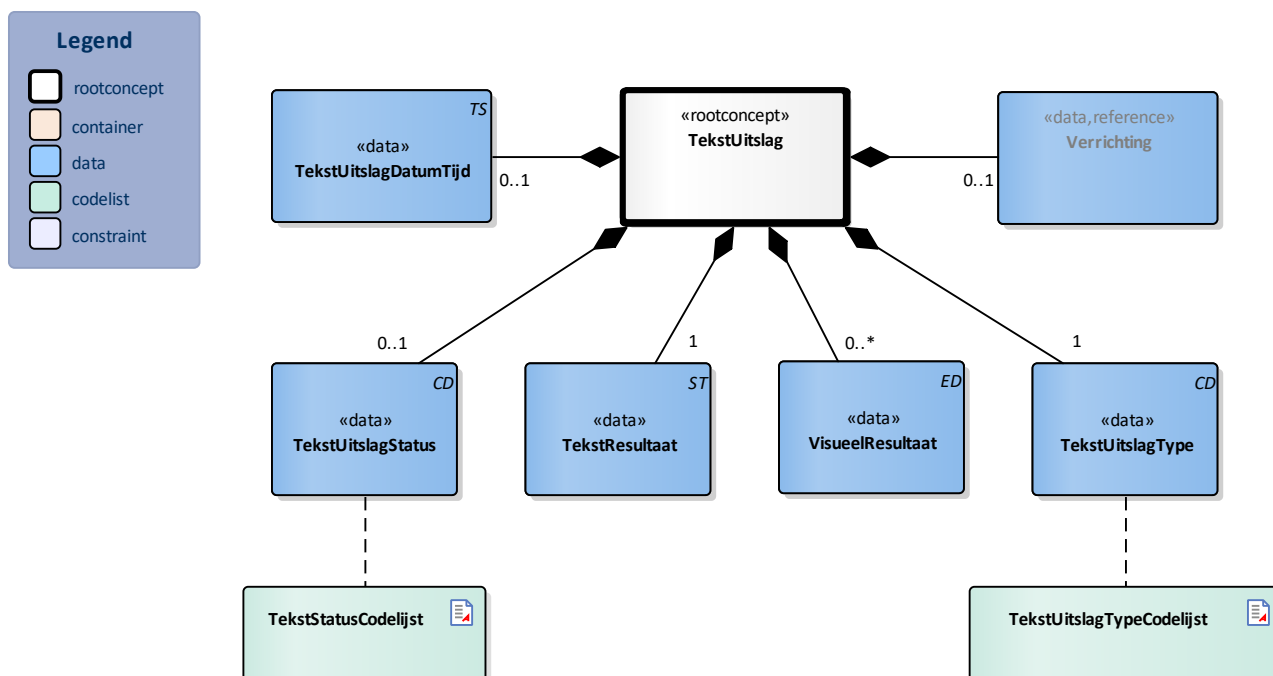 Legend
rootconcept
container
data
codelist
constraint
TS
«data»
TekstUitslagDatumTijd
0..1
«rootconcept»
TekstUitslag
«data,reference»
Verrichting
0..1
0..1
1
0..*
1
CD
«data»
TekstUitslagStatus
ST
«data»
TekstResultaat
ED
«data»
VisueelResultaat
CD
«data»
TekstUitslagType
TekstStatusCodelijst
TekstUitslagTypeCodelijst